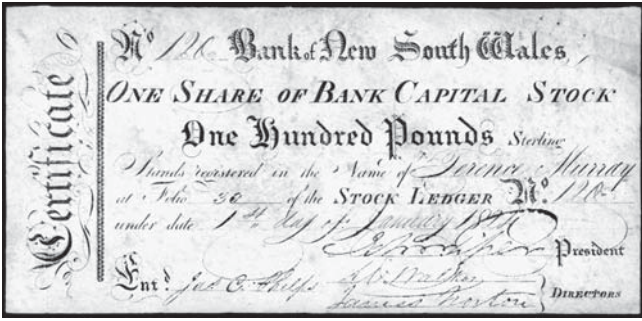 Certificate
No 120 Bank of New South Wales,
ONE SHARE OF BANK CAPITAL STOCK
One Hundred Pounds Sterling
Stands registered in the Name of Terence Murray
at Folio 30 of the STOCK LEDGER No. 120
under date 1st day of January
President
Entd. Jas. C. Phelps
James Norton
DIRECTORS